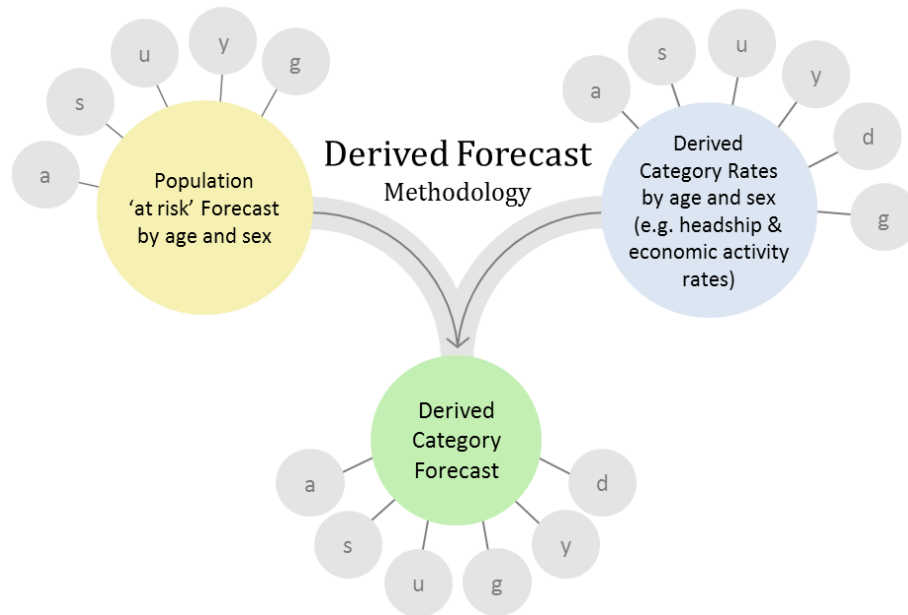 a
s
u
y
g
Population
‘at risk’ Forecast
by age and sex
Derived Forecast
Methodology
a
s
u
y
d
g
Derived
Category Rates
by age and sex
(e.g. headship &
economic activity
rates)
Derived
Category
Forecast
a
s
u
g
y
d